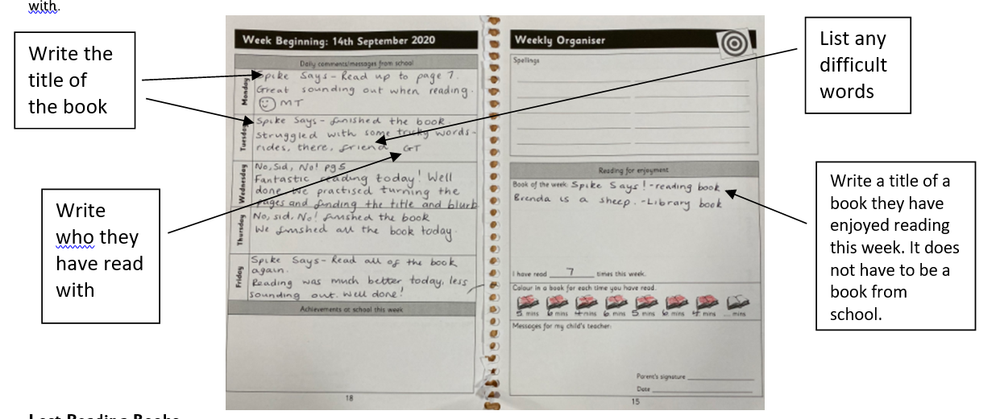 with.
Write the
title of
the book
Write
who they
have read
with
Week Beginning: 14th September 2020
Daily comments/messages from school
Monday
Spike Says - Read up to page 7.
Great sounding out when reading.
MT
Tuesday
Spike Says - finished the book.
Struggled with some tricky words -
rides, there, friend GT
Wednesday
No, Sid, No! pg 5
Fantastic reading today! Well
done. We practised turning the
pages and finding the title and blurb
Thursday
No, sid, No! finished the book
We finished all the book today.
Friday
Spike Says - Read all of the book
again.
Reading was much better today, less
sounding out. Well done!
Achievements at school this week
18
Weekly Organiser
Spellings
Reading for enjoyment
Book of the week: Spike Says! - reading book
Brenda is a sheep. - Library book
I have read 7 times this week.
Colour in a book for each time you have read.
5 mins 6 mins 4 mins 6 mins 5 mins 6 mins 4 mins ... mins
Messages for my child's teacher:
Parent's signature
Date
15
List any
difficult
words
Write a title of a
book they have
enjoyed reading
this week. It does
not have to be a
book from
school.
Lost Reading Books